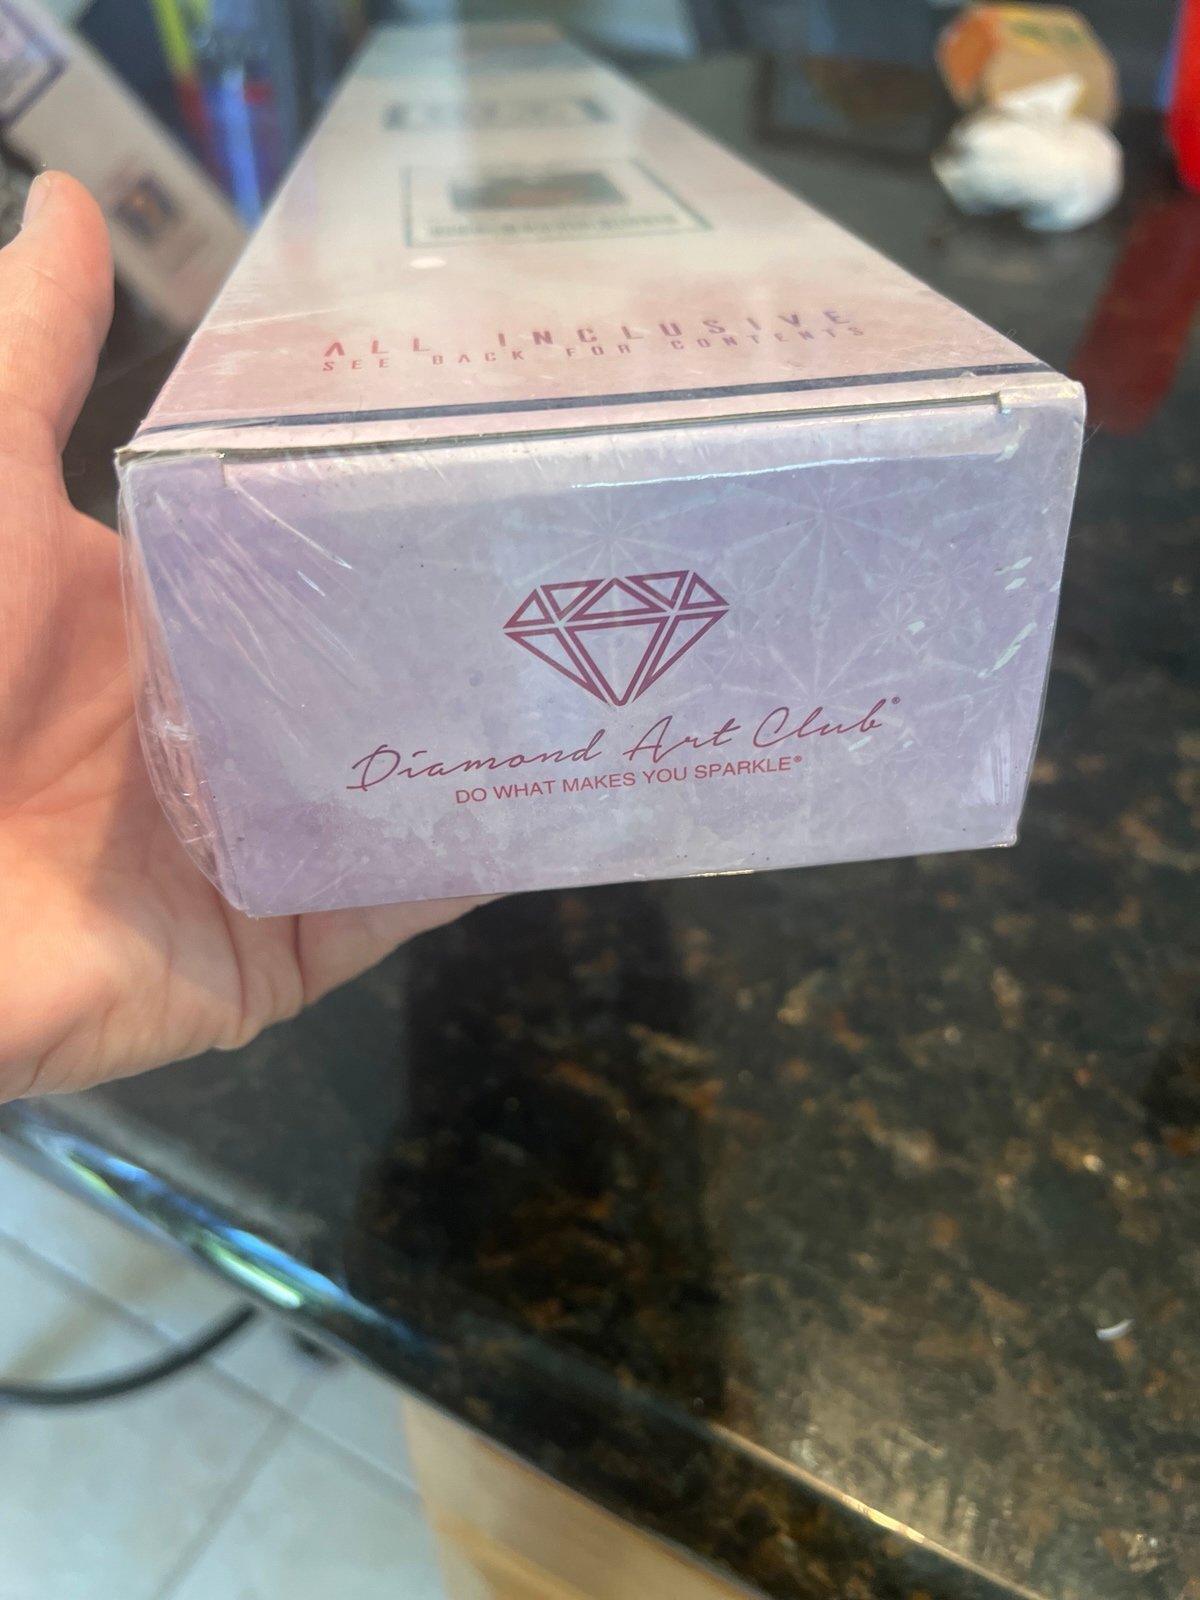 ALL INCLUSIVE
SEE BACK FOR CONTENTS
Diamond Art Club®
DO WHAT MAKES YOU SPARKLE®